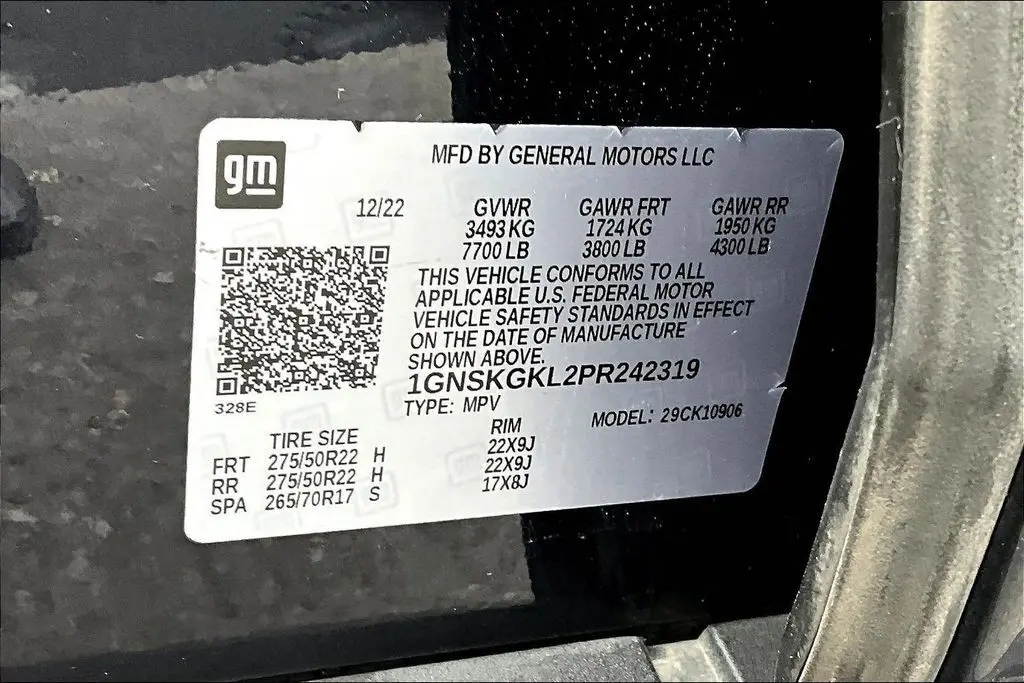 gm
MFD BY GENERAL MOTORS LLC
12/22 GVWR GAWR FRT GAWR RR
3493 KG 1724 KG 1950 KG
7700 LB 3800 LB 4300 LB
THIS VEHICLE CONFORMS TO ALL
APPLICABLE U.S. FEDERAL MOTOR
VEHICLE SAFETY STANDARDS IN EFFECT
ON THE DATE OF MANUFACTURE
SHOWN ABOVE.
1GNSKGKL2PR242319
328E
TYPE: MPV MODEL: 29CK10906
TIRE SIZE RIM
FRT 275/50R22 H 22X9J
RR 275/50R22 H 22X9J
SPA 265/70R17 S 17X8J